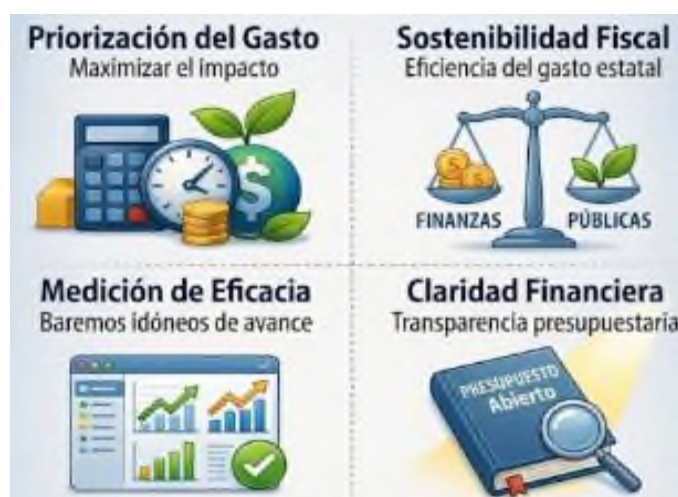 Priorización del Gasto
Maximizar el impacto
Sostenibilidad Fiscal
Eficiencia del gasto estatal
FINANZAS
PÚBLICAS
Medición de Eficacia
Baremos idóneos de avance
Claridad Financiera
Transparencia presupuestaria
PRESUPUESTO
Abierto